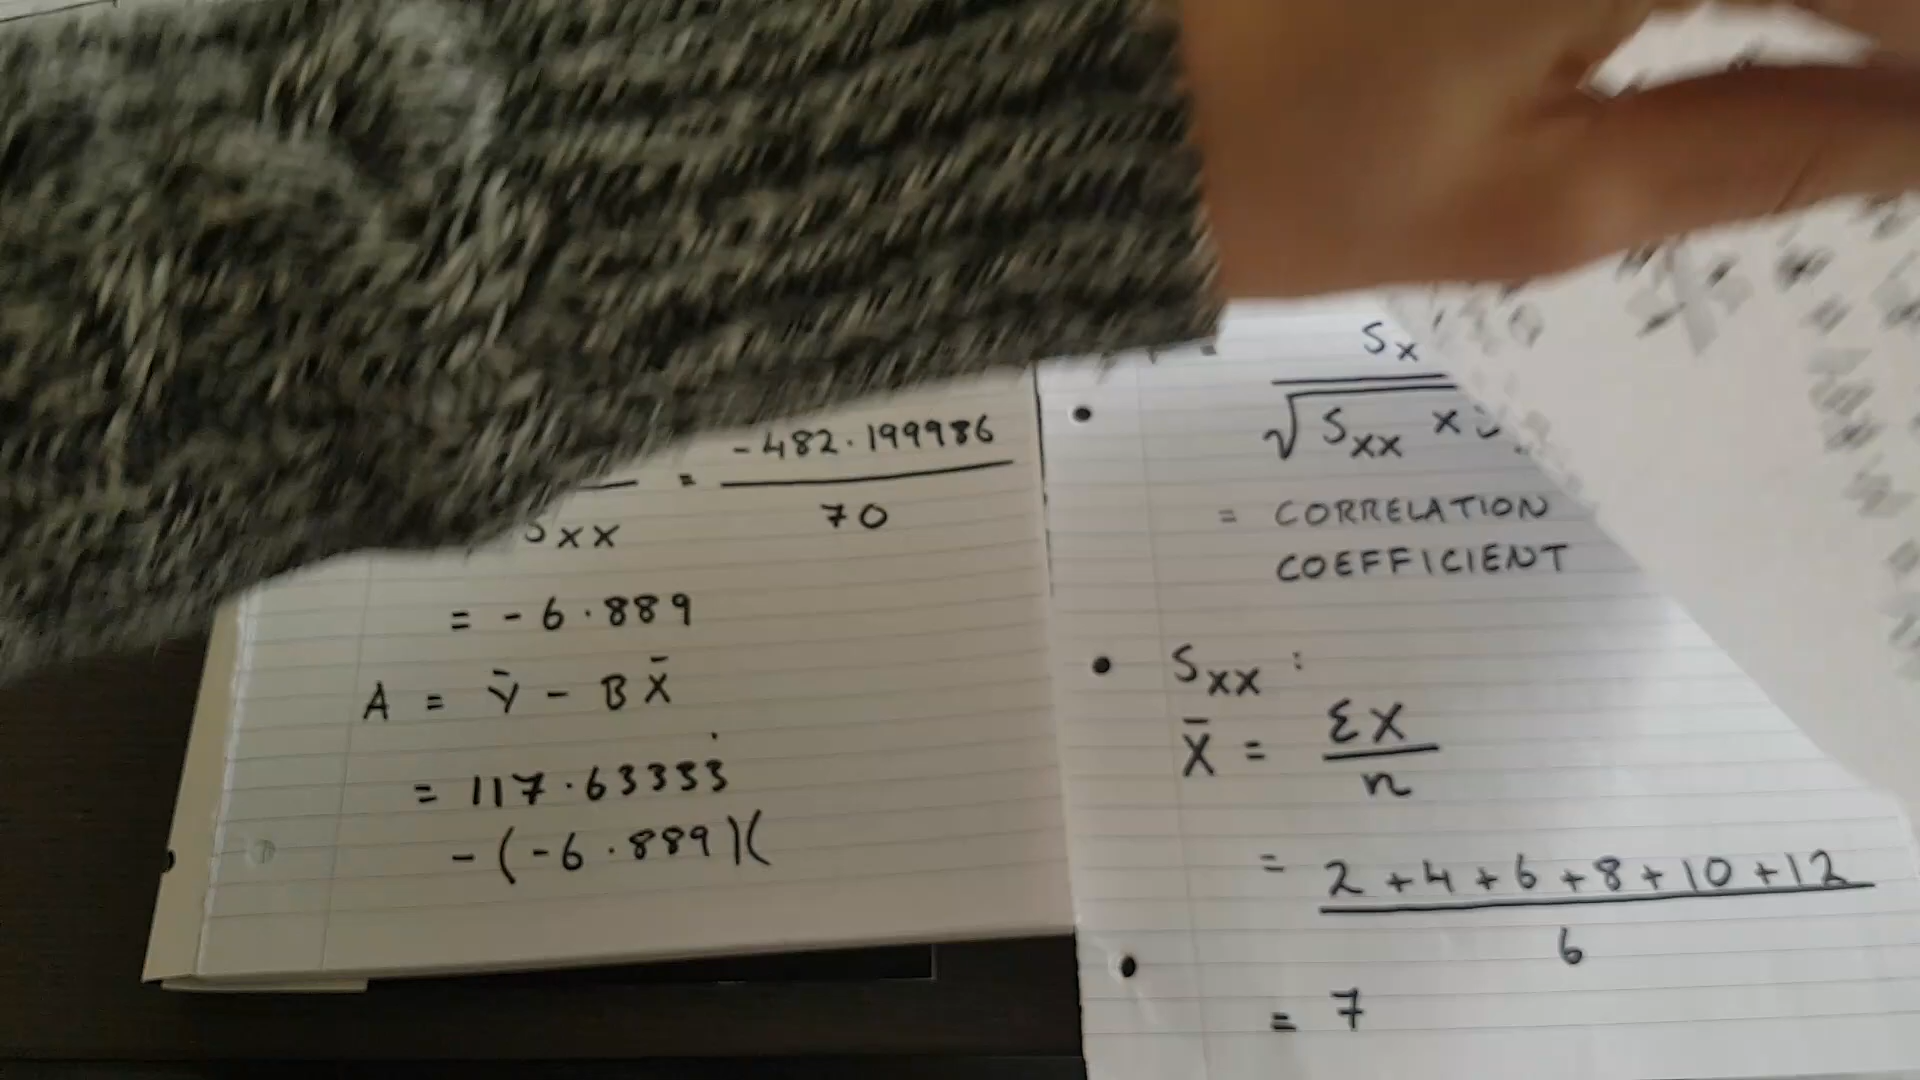 = -482.199986
Sxx 70
= -6.889
A = Ȳ - BX̄
= 117.63333̇
- (-6.889)(
Sx
√Sxx x
= CORRELATION
COEFFICIENT
• Sxx :
X̄ = Σx
n
= 2+4+6+8+10+12
6
= 7